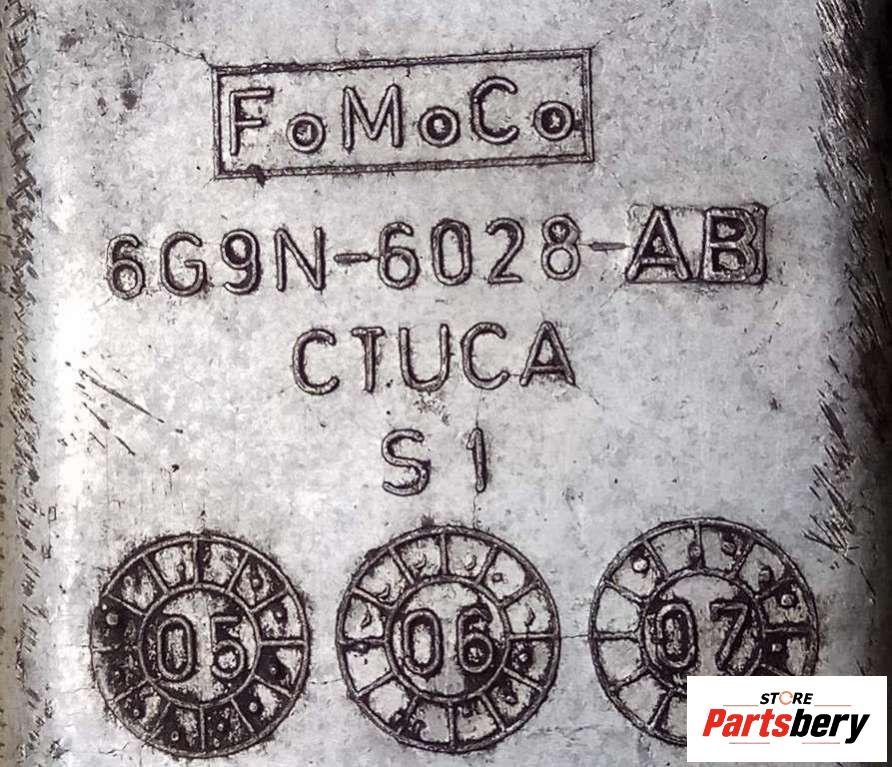 FoMoCo
6G9N-6028-AB
CTUCA
S1
05 06 07
STORE
Partsbery